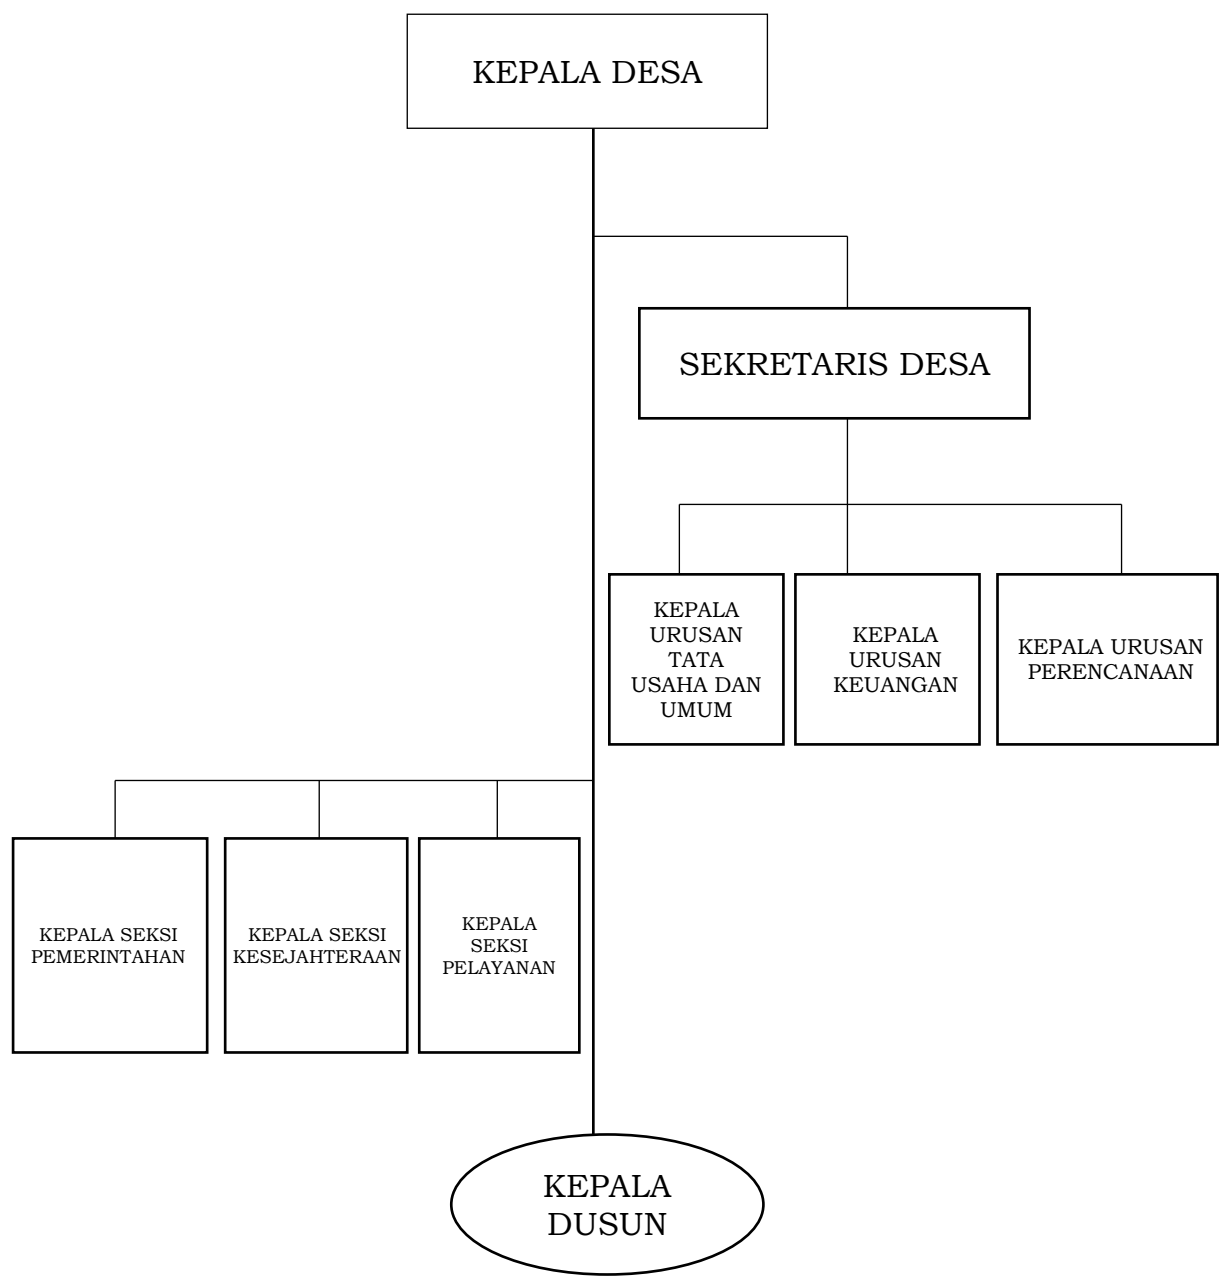 KEPALA DESA
SEKRETARIS DESA
KEPALA
URUSAN
TATA
USAHA DAN
UMUM
KEPALA
URUSAN
KEUANGAN
KEPALA URUSAN
PERENCANAAN
KEPALA SEKSI
PEMERINTAHAN
KEPALA SEKSI
KESEJAHTERAAN
KEPALA
SEKSI
PELAYANAN
KEPALA
DUSUN